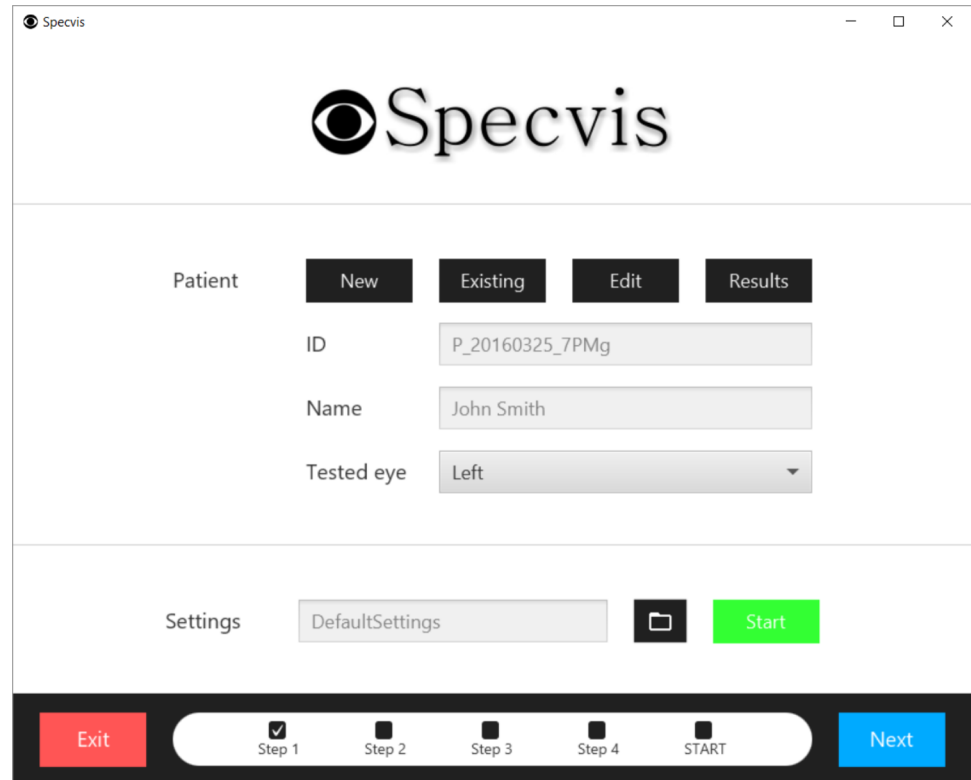 Specvis
Specvis
Patient
New
Existing
Edit
Results
ID
P_20160325_7PMg
Name
John Smith
Tested eye
Left
Settings
DefaultSettings
Start
Exit
Step 1
Step 2
Step 3
Step 4
START
Next